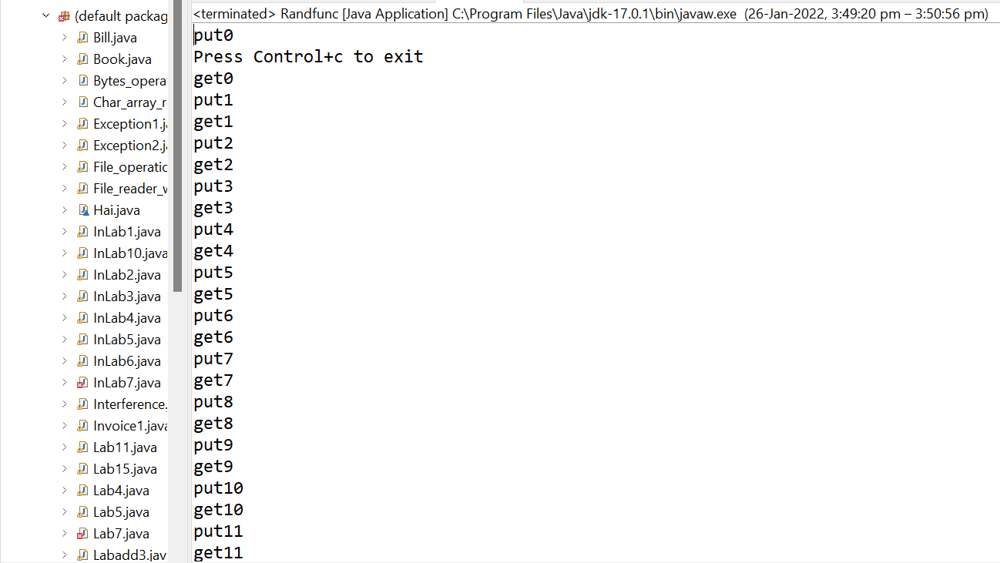 (default packag
Bill.java
Book.java
Bytes_opera
Char_array_r
Exception1.ja
Exception2.ja
File_operatic
File_reader_w
Hai.java
InLab1.java
InLab10.java
InLab2.java
InLab3.java
InLab4.java
InLab5.java
InLab6.java
InLab7.java
Interference.
Invoice1.java
Lab11.java
Lab15.java
Lab4.java
Lab5.java
Lab7.java
Labadd3.jav
<terminated> Randfunc [Java Application] C:\Program Files\Java\jdk-17.0.1\bin\javaw.exe (26-Jan-2022, 3:49:20 pm – 3:50:56 pm)
put0
Press Control+c to exit
get0
put1
get1
put2
get2
put3
get3
put4
get4
put5
get5
put6
get6
put7
get7
put8
get8
put9
get9
put10
get10
put11
get11